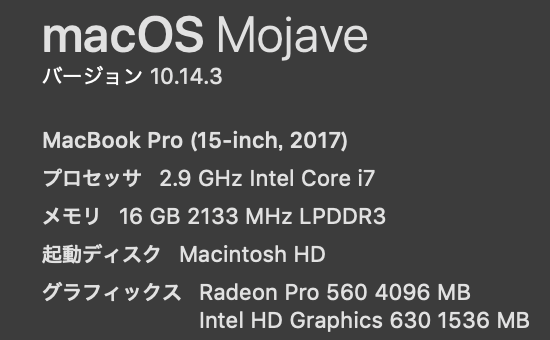 macOS Mojave
バージョン 10.14.3
MacBook Pro (15-inch, 2017)
プロセッサ 2.9 GHz Intel Core i7
メモリ 16 GB 2133 MHz LPDDR3
起動ディスク Macintosh HD
グラフィックス Radeon Pro 560 4096 MB
Intel HD Graphics 630 1536 MB